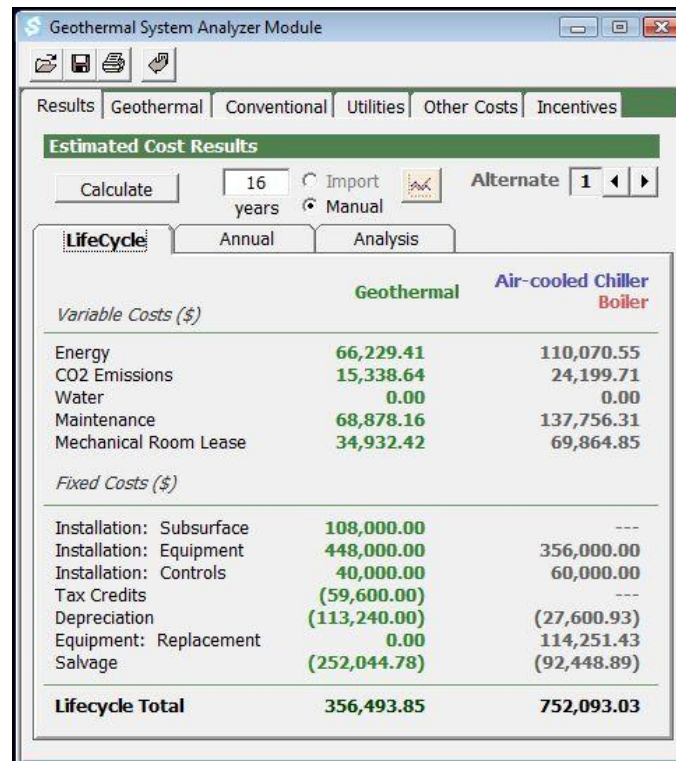 Geothermal System Analyzer Module
Results Geothermal Conventional Utilities Other Costs Incentives
Estimated Cost Results
Calculate 16 years Import Manual Alternate 1
LifeCycle Annual Analysis
Variable Costs ($) Geothermal Air-cooled Chiller Boiler
Energy 66,229.41 110,070.55
CO2 Emissions 15,338.64 24,199.71
Water 0.00 0.00
Maintenance 68,878.16 137,756.31
Mechanical Room Lease 34,932.42 69,864.85
Fixed Costs ($)
Installation: Subsurface 108,000.00 ---
Installation: Equipment 448,000.00 356,000.00
Installation: Controls 40,000.00 60,000.00
Tax Credits (59,600.00) ---
Depreciation (113,240.00) (27,600.93)
Equipment: Replacement 0.00 114,251.43
Salvage (252,044.78) (92,448.89)
Lifecycle Total 356,493.85 752,093.03